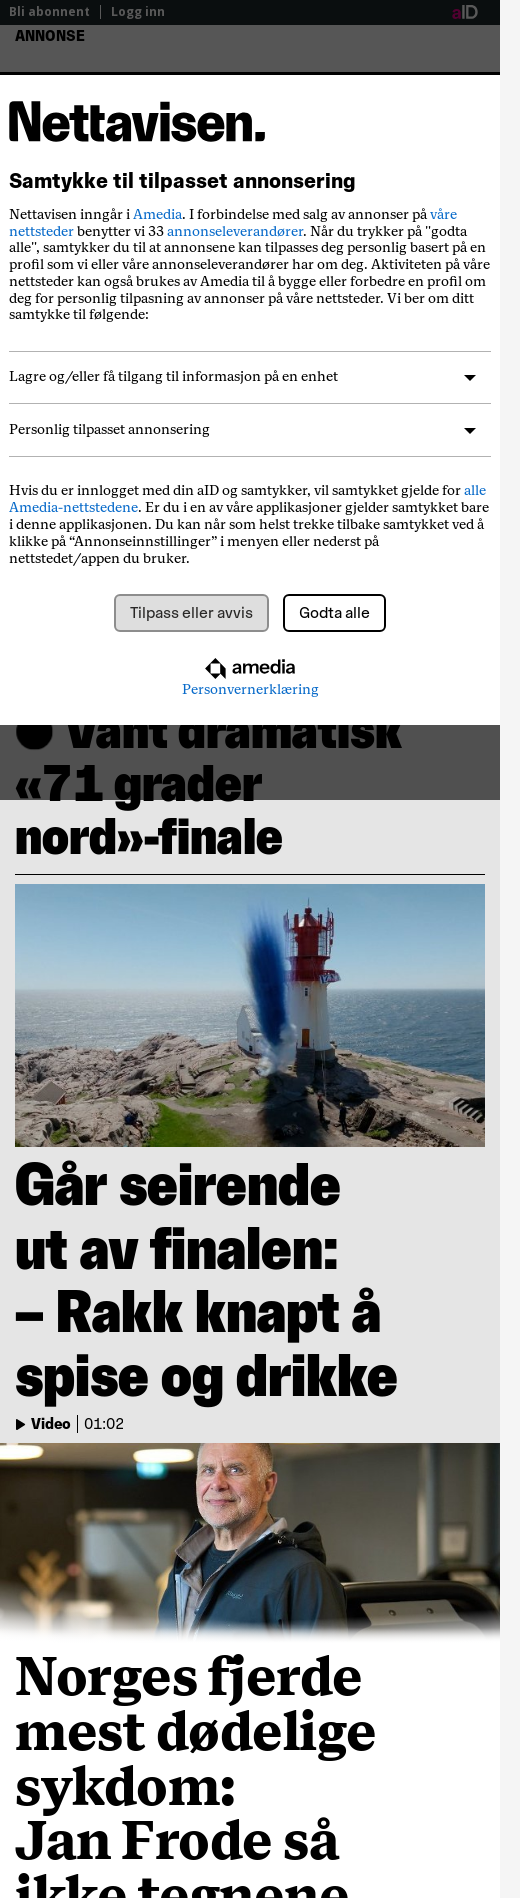 Bli abonnent | Logg inn
aID
ANNONSE
Nettavisen.
Samtykke til tilpasset annonsering
Nettavisen inngår i Amedia. I forbindelse med salg av annonser på våre
nettsteder benytter vi 33 annonseleverandører. Når du trykker på "godta
alle", samtykker du til at annonsene kan tilpasses deg personlig basert på en
profil som vi eller våre annonseleverandører har om deg. Aktiviteten på våre
nettsteder kan også brukes av Amedia til å bygge eller forbedre en profil om
deg for personlig tilpasning av annonser på våre nettsteder. Vi ber om ditt
samtykke til følgende:
Lagre og/eller få tilgang til informasjon på en enhet
Personlig tilpasset annonsering
Hvis du er innlogget med din aID og samtykker, vil samtykket gjelde for alle
Amedia-nettstedene. Er du i en av våre applikasjoner gjelder samtykket bare
i denne applikasjonen. Du kan når som helst trekke tilbake samtykket ved å
klikke på “Annonseinnstillinger” i menyen eller nederst på
nettstedet/appen du bruker.
Tilpass eller avvis
Godta alle
amedia
Personvernerklæring
Vant dramatisk
«71 grader
nord»-finale
Går seirende
ut av finalen:
– Rakk knapt å
spise og drikke
Video | 01:02
Norges fjerde
mest dødelige
sykdom:
Jan Frode så
ikke tegnene